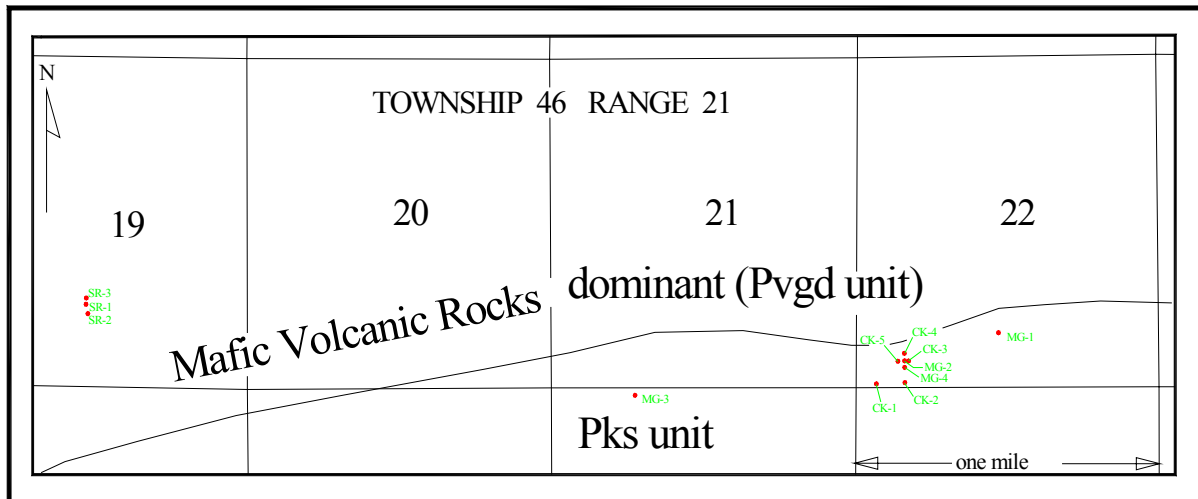 N
TOWNSHIP 46 RANGE 21
19
20
21
22
Mafic Volcanic Rocks dominant (Pvgd unit)
SR-3
SR-1
SR-2
CK-4
MG-1
CK-5
CK-3
MG-2
MG-4
CK-1
CK-2
MG-3
Pks unit
one mile